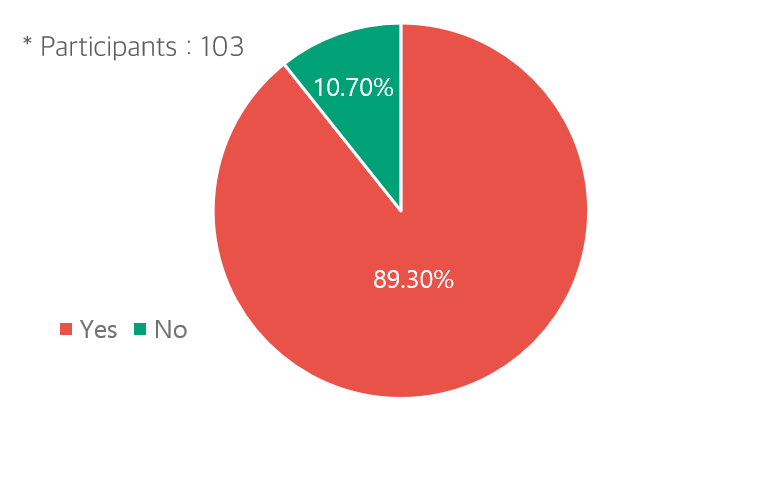 * Participants : 103
10.70%
89.30%
Yes No